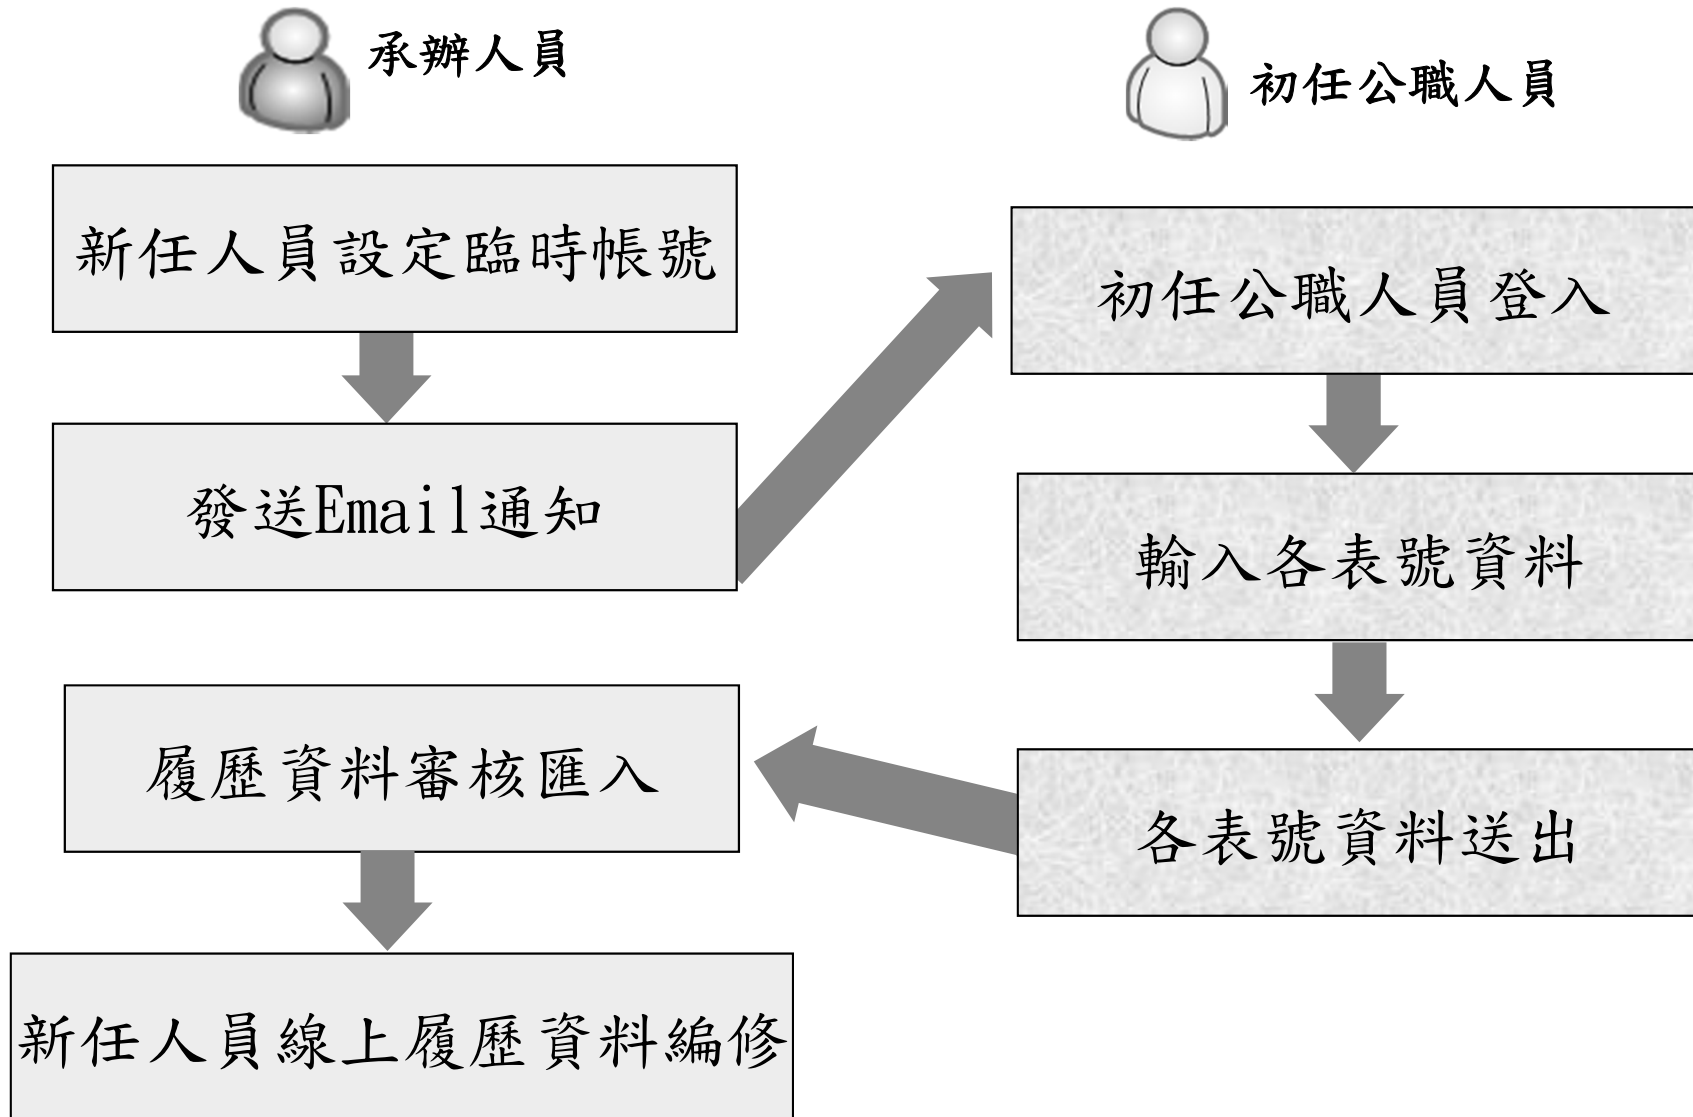 承辦人員
新任人員設定臨時帳號
發送Email通知
履歷資料審核匯入
新任人員線上履歷資料編修
初任公職人員
初任公職人員登入
輸入各表號資料
各表號資料送出